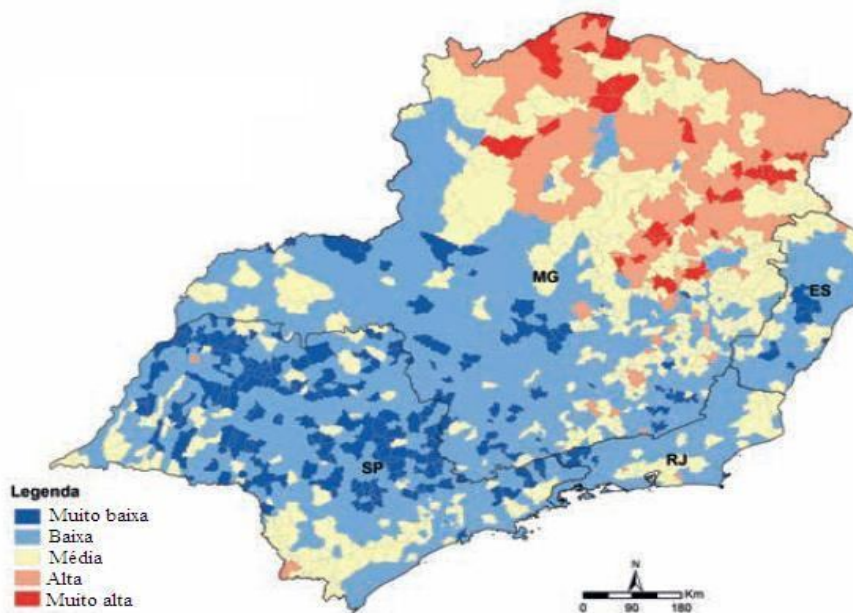 MG
ES
SP
RJ
Legenda
Muito baixa
Baixa
Média
Alta
Muito alta
N
Km
0 90 180